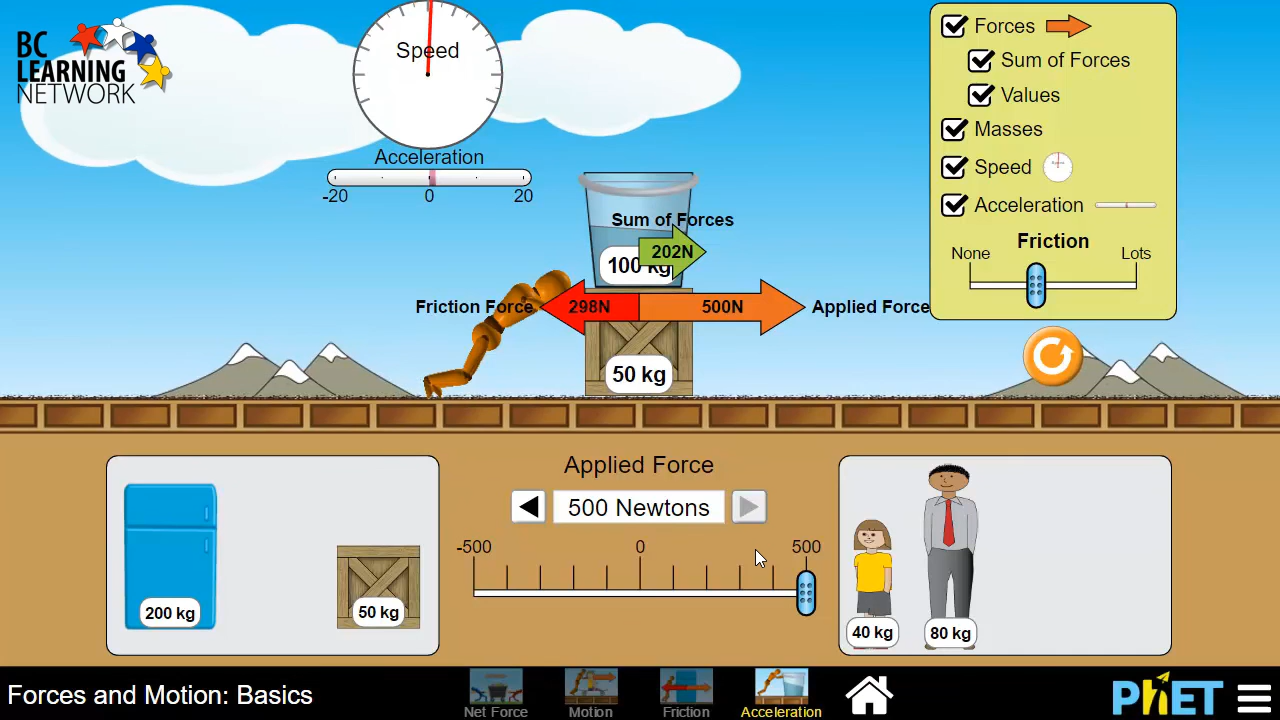 BC
LEARNING
NETWORK
Speed
Acceleration
-20 0 20
Sum of Forces
202N
100 kg
Friction Force
298N
500N
Applied Force
50 kg
Forces
Sum of Forces
Values
Masses
Speed
Acceleration
Friction
None
Lots
200 kg
50 kg
Applied Force
500 Newtons
-500 0 500
40 kg
80 kg
Forces and Motion: Basics
Net Force
Motion
Friction
Acceleration
PhET